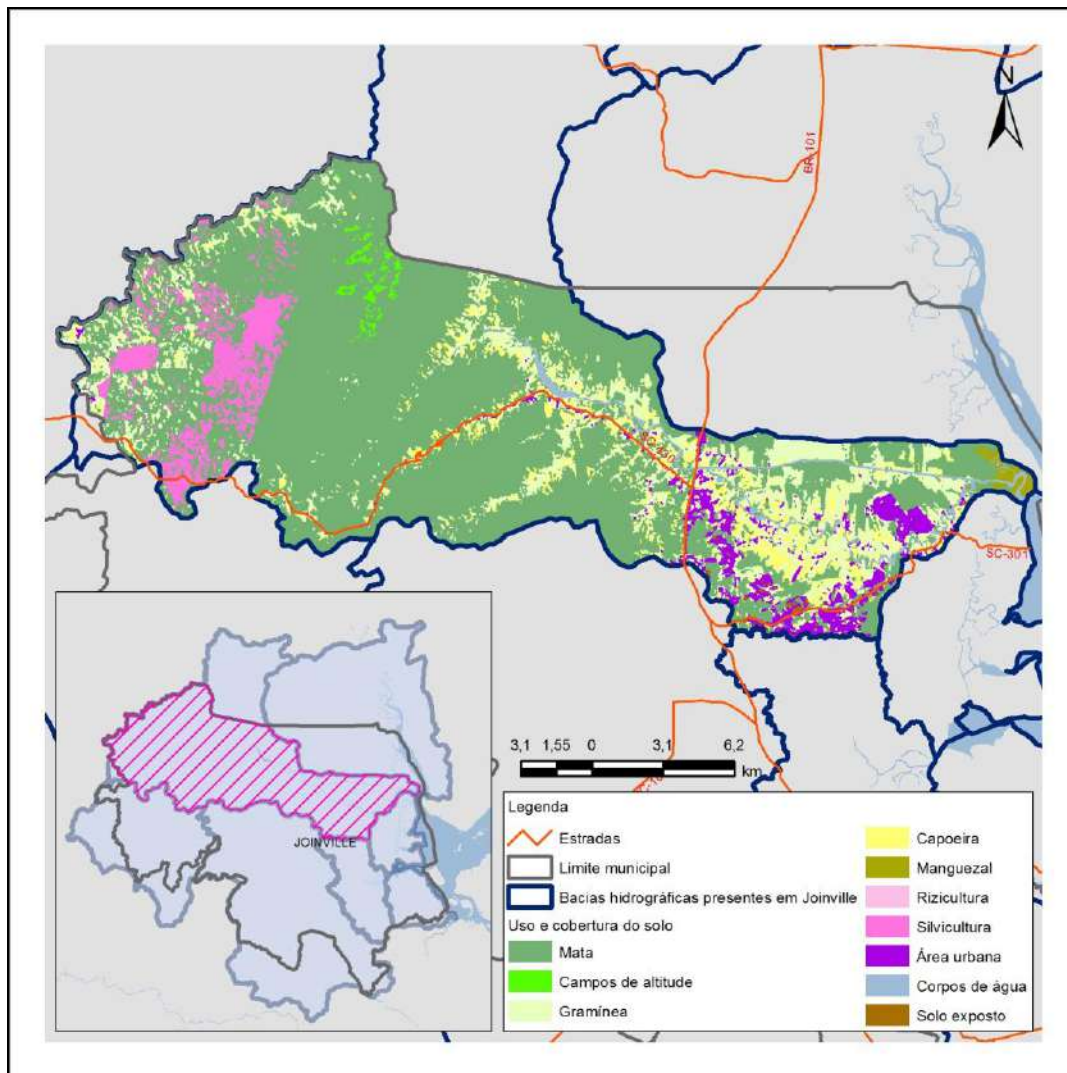 N
BR-101
SC-301
SC-301
JOINVILLE
3,1 1,55 0 3,1 6,2
km
Legenda
Estradas
Limite municipal
Bacias hidrográficas presentes em Joinville
Uso e cobertura do solo
Mata
Campos de altitude
Gramínea
Capoeira
Manguezal
Rizicultura
Silvicultura
Área urbana
Corpos de água
Solo exposto